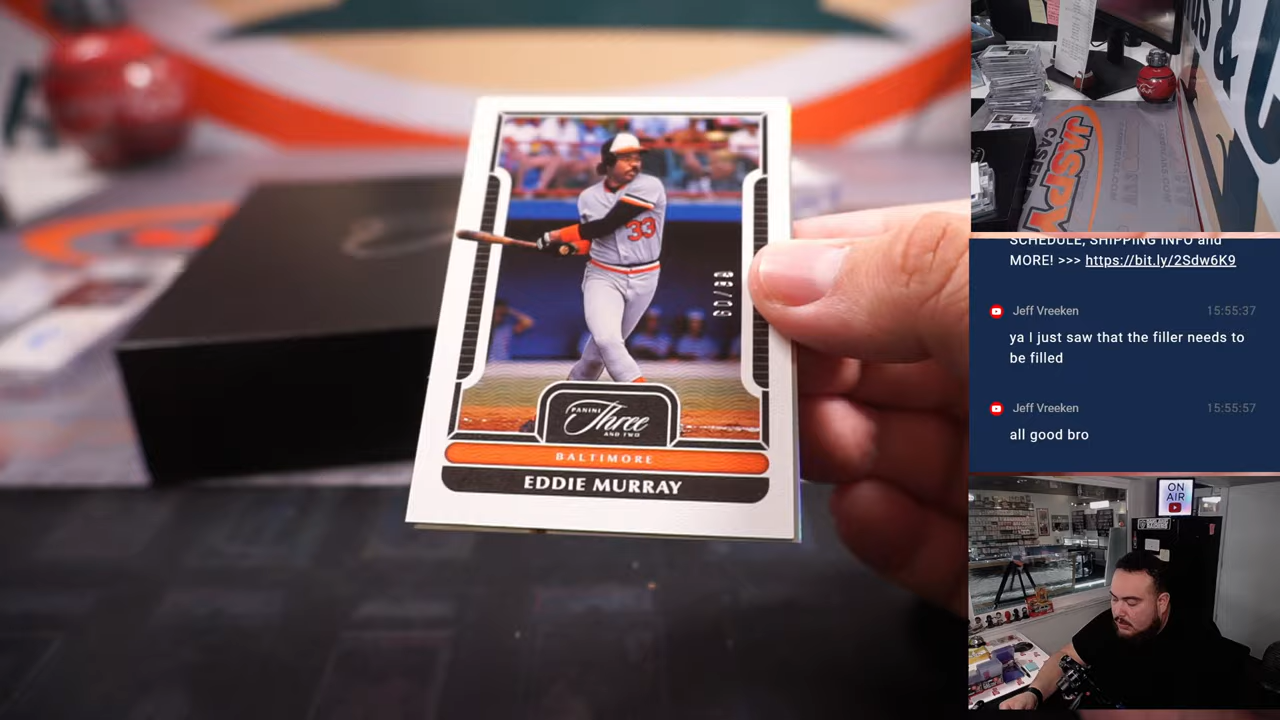 33
PANINI
Three
AND TWO
BALTIMORE
EDDIE MURRAY
JASPY
CASEB
&
SCHEDULE, SHIPPING INFO and
MORE! >>> https://bit.ly/2Sdw6K9
Jeff Vreeken 15:55:37
ya I just saw that the filler needs to
be filled
Jeff Vreeken 15:55:57
all good bro
ON
AIR